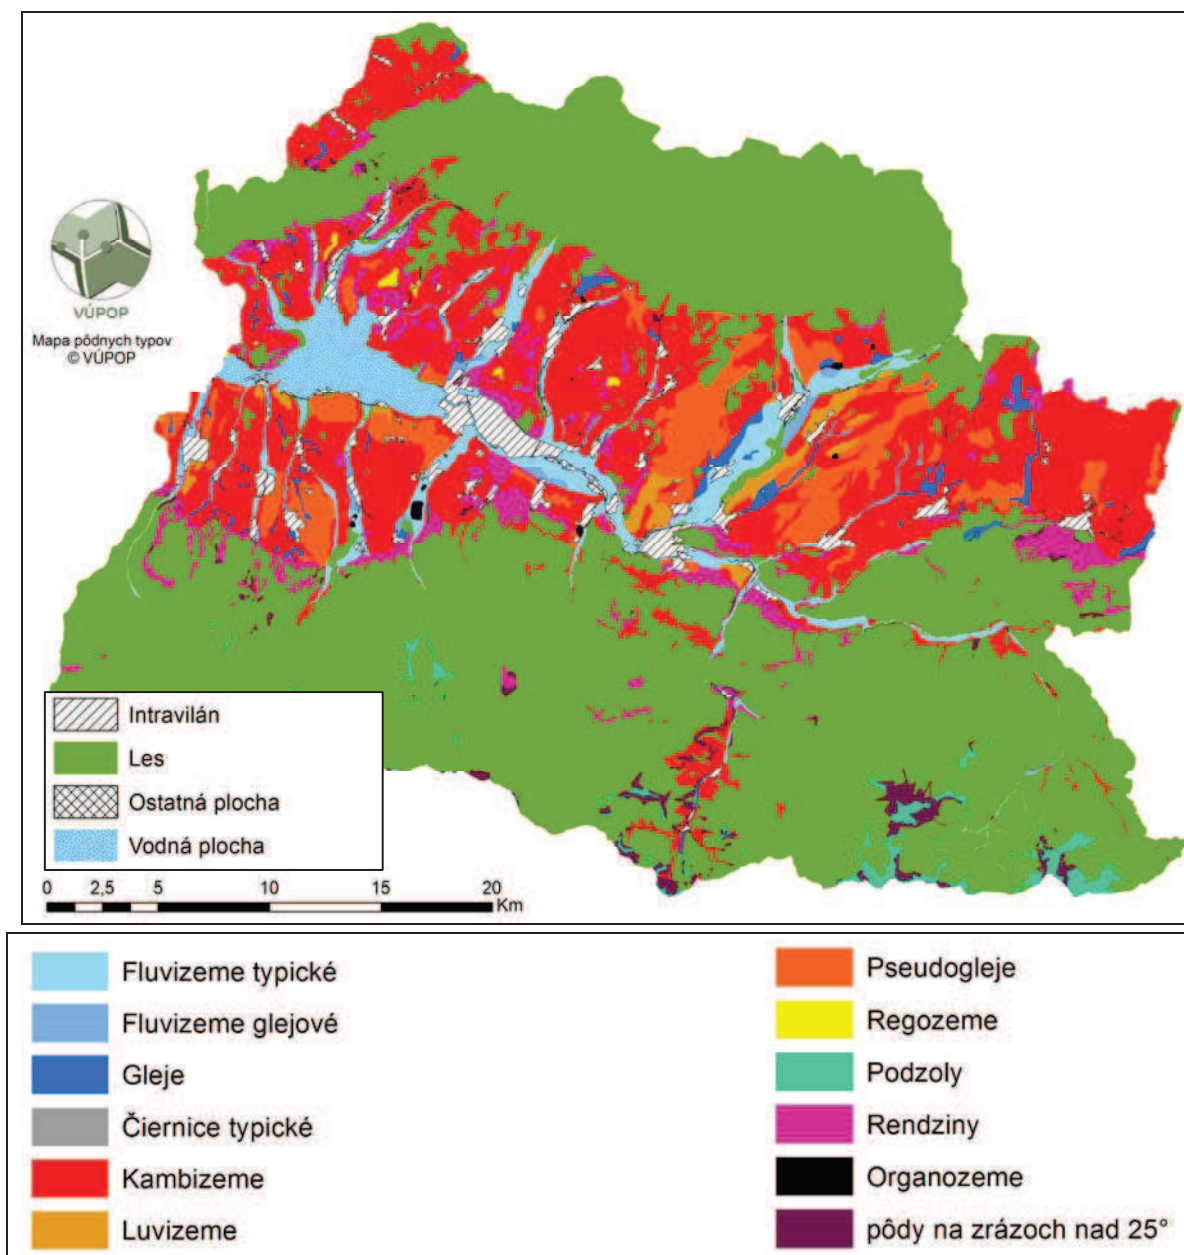 VÚPOP
Mapa pôdnych typov
© VÚPOP
Intravilán
Les
Ostatná plocha
Vodná plocha
0 2,5 5 10 15 20
Km
Fluvizeme typické
Fluvizeme glejové
Gleje
Čiernice typické
Kambizeme
Luvizeme
Pseudogleje
Regozeme
Podzoly
Rendziny
Organozeme
pôdy na zrázoch nad 25°